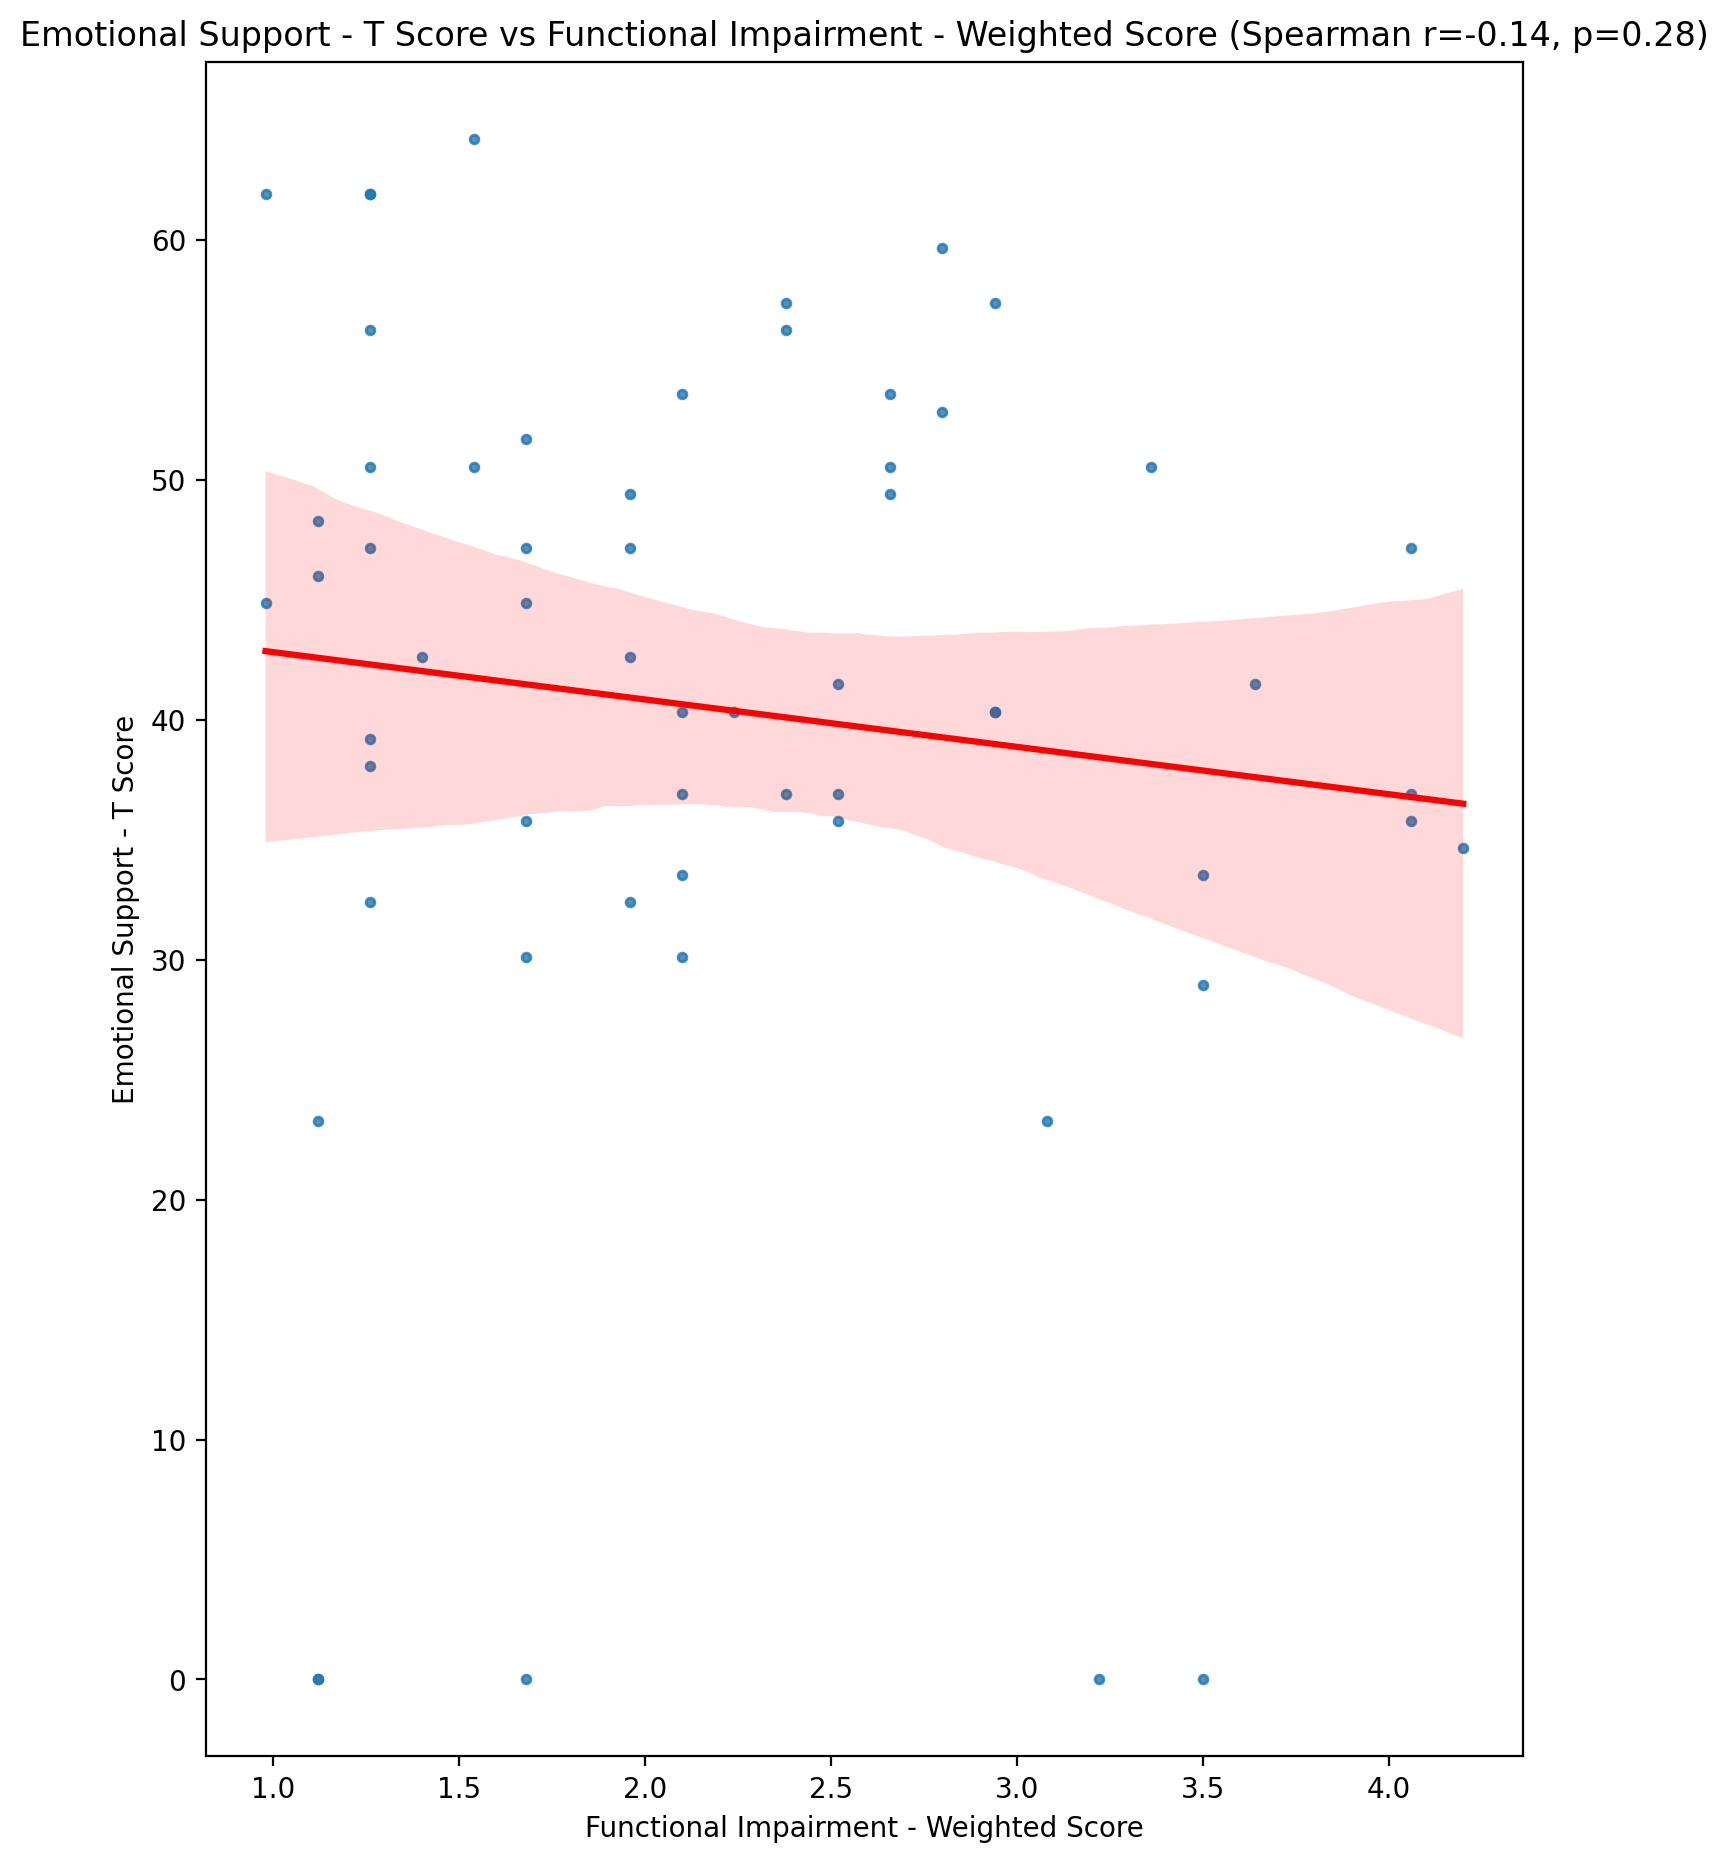 Emotional Support - T Score vs Functional Impairment - Weighted Score (Spearman r=-0.14, p=0.28)
60
50
40
30
20
10
0
Emotional Support - T Score
1.0 1.5 2.0 2.5 3.0 3.5 4.0
Functional Impairment - Weighted Score